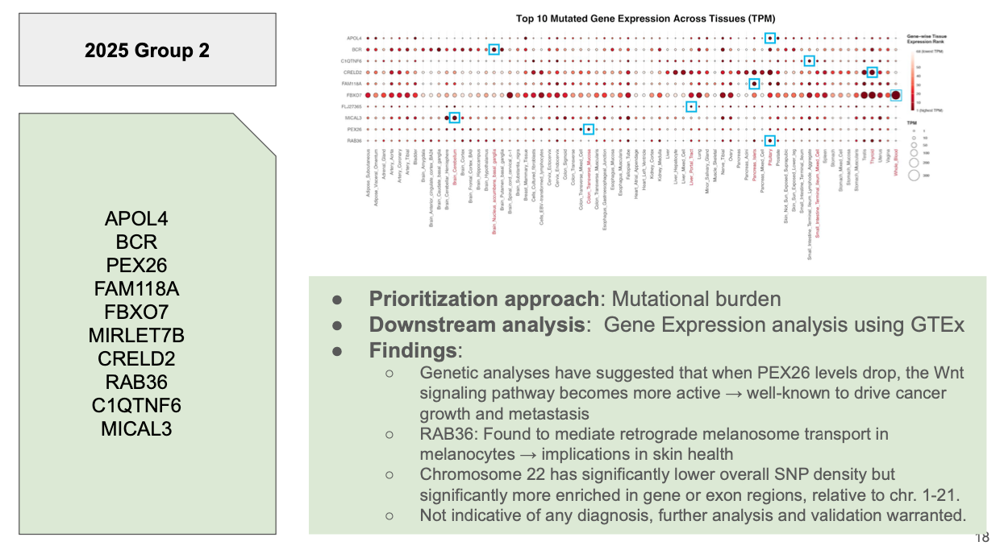 2025 Group 2
APOL4
BCR
PEX26
FAM118A
FBXO7
MIRLET7B
CRELD2
RAB36
C1QTNF6
MICAL3
Top 10 Mutated Gene Expression Across Tissues (TPM)
APOL4
BCR
C1QTNF6
CRELD2
FAM118A
FBXO7
FLJ27365
MICAL3
PEX26
RAB36
Adipose_Subcutaneous
Adipose_Visceral_Omentum
Adrenal_Gland
Artery_Aorta
Artery_Coronary
Artery_Tibial
Bladder
Brain_Amygdala
Brain_Anterior_cingulate_cortex_BA24
Brain_Caudate_basal_ganglia
Brain_Cerebellar_Hemisphere
Brain_Cerebellum
Brain_Cortex
Brain_Frontal_Cortex_BA9
Brain_Hippocampus
Brain_Hypothalamus
Brain_Nucleus_accumbens_basal_ganglia
Brain_Putamen_basal_ganglia
Brain_Spinal_cord_cervical_c-1
Brain_Substantia_nigra
Breast_Mammary_Tissue
Cells_Cultured_fibroblasts
Cells_EBV-transformed_lymphocytes
Cervix_Ectocervix
Cervix_Endocervix
Colon_Sigmoid
Colon_Transverse
Colon_Transverse_Mixed_Cell
Colon_Transverse_Mucosa
Colon_Transverse_Muscularis
Esophagus_Gastroesophageal_Junction
Esophagus_Mucosa
Esophagus_Muscularis
Fallopian_Tube
Heart_Atrial_Appendage
Heart_Left_Ventricle
Kidney_Cortex
Kidney_Medulla
Liver
Liver_Hepatocyte
Liver_Mixed_Cell
Liver_Portal_Tract
Lung
Minor_Salivary_Gland
Muscle_Skeletal
Nerve_Tibial
Ovary
Pancreas
Pancreas_Acini
Pancreas_Islets
Pancreas_Mixed_Cell
Pituitary
Prostate
Skin_Not_Sun_Exposed_Suprapubic
Skin_Sun_Exposed_Lower_leg
Small_Intestine_Terminal_Ileum
Small_Intestine_Terminal_Ileum_Lymphode_Aggregate
Small_Intestine_Terminal_Ileum_Mixed_Cell
Spleen
Stomach
Stomach_Mixed_Cell
Stomach_Mucosa
Stomach_Muscularis
Testis
Thyroid
Uterus
Vagina
Whole_Blood
Gene-wise Tissue
Expression Rank
1 (highest TPM)
TPM
● Prioritization approach: Mutational burden
● Downstream analysis: Gene Expression analysis using GTEx
● Findings:
○ Genetic analyses have suggested that when PEX26 levels drop, the Wnt
signaling pathway becomes more active → well-known to drive cancer
growth and metastasis
○ RAB36: Found to mediate retrograde melanosome transport in
melanocytes → implications in skin health
○ Chromosome 22 has significantly lower overall SNP density but
significantly more enriched in gene or exon regions, relative to chr. 1-21.
○ Not indicative of any diagnosis, further analysis and validation warranted.
18